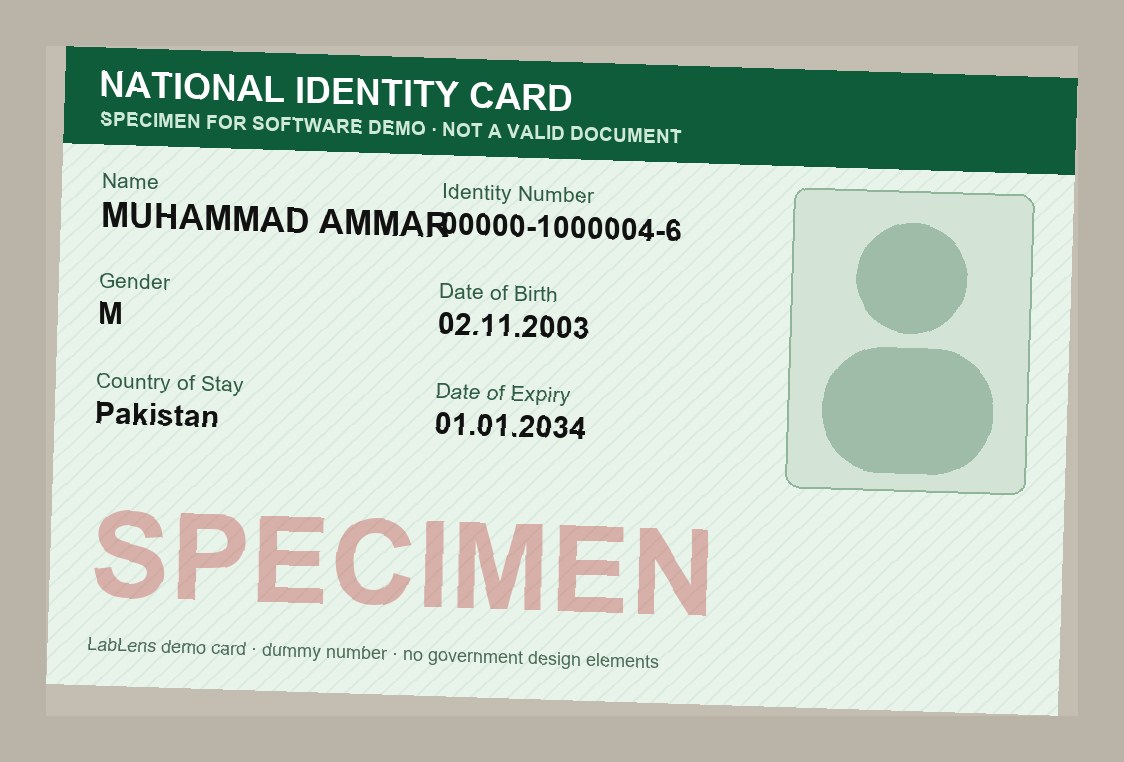 NATIONAL IDENTITY CARD
SPECIMEN FOR SOFTWARE DEMO · NOT A VALID DOCUMENT
Name
MUHAMMAD AMMAR
Identity Number
00000-1000004-6
Gender
M
Date of Birth
02.11.2003
Country of Stay
Pakistan
Date of Expiry
01.01.2034
SPECIMEN
LabLens demo card · dummy number · no government design elements